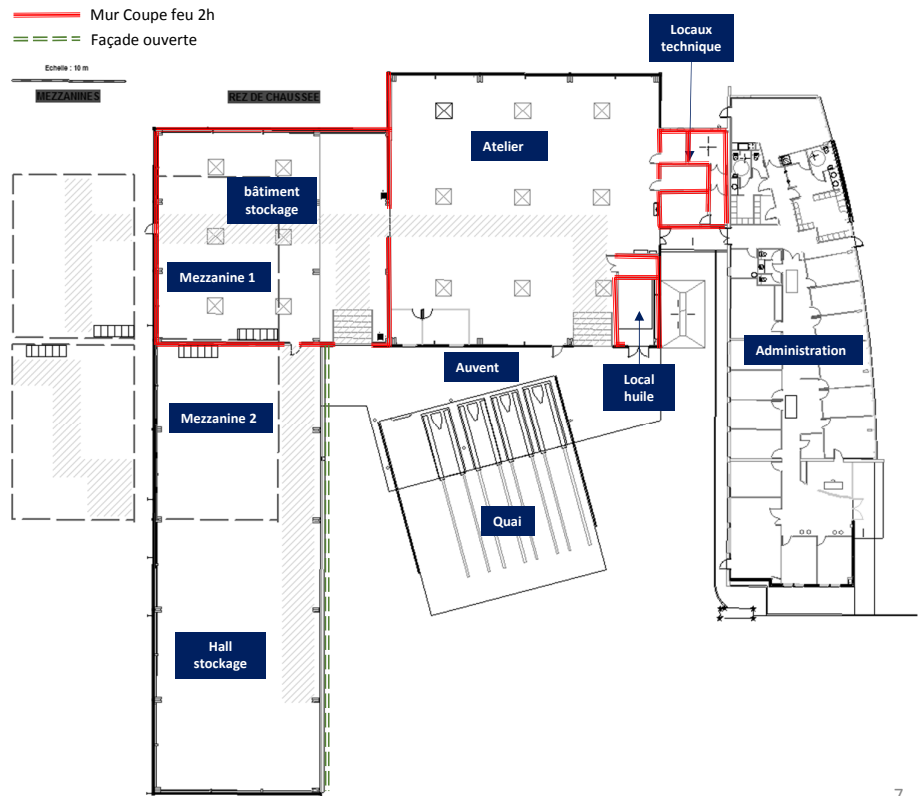 Mur Coupe feu 2h
Façade ouverte
Echelle : 10 m
MEZZANINES
REZ DE CHAUSSEE
Locaux
technique
Atelier
bâtiment
stockage
Mezzanine 1
Auvent
Local
huile
Administration
Mezzanine 2
Quai
Hall
stockage
7